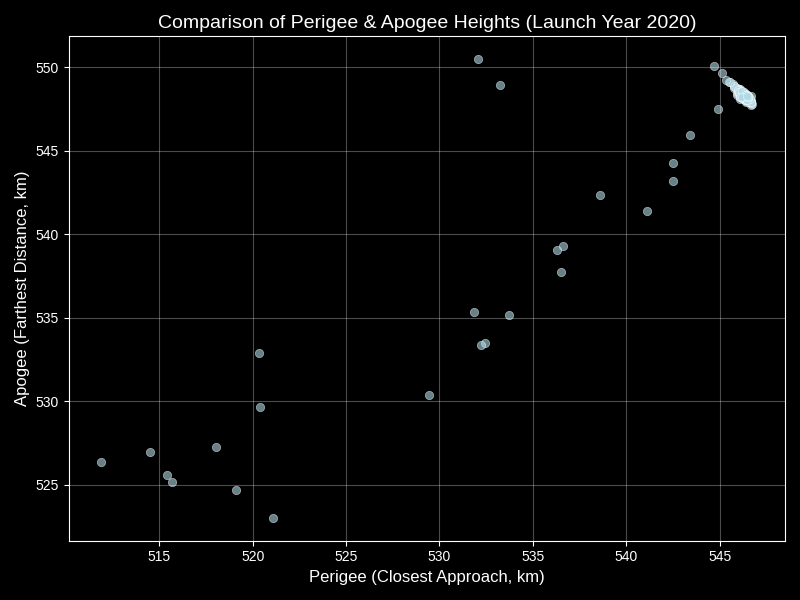 Comparison of Perigee & Apogee Heights (Launch Year 2020)
Apogee (Farthest Distance, km)
550
545
540
535
530
525
515 520 525 530 535 540 545
Perigee (Closest Approach, km)